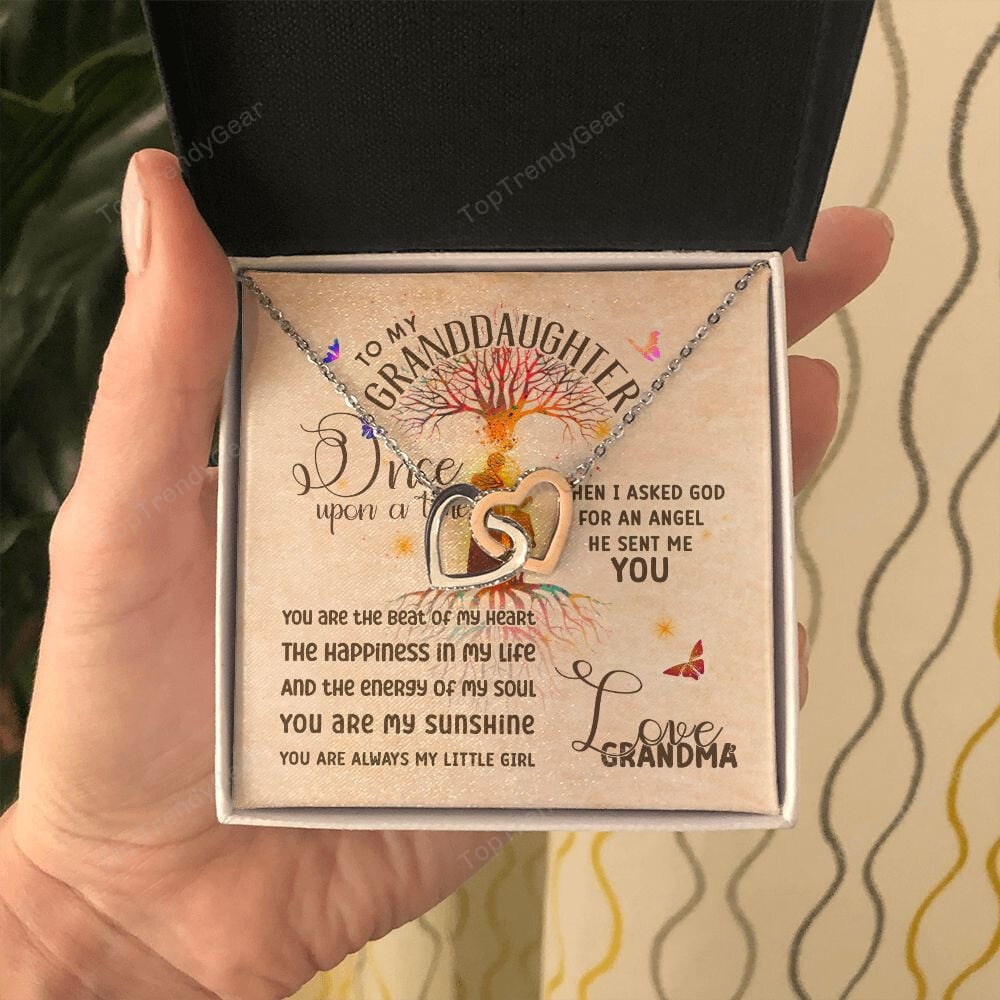 TO MY
GRANDDAUGHTER
Once
upon a time
HEN I ASKED GOD
FOR AN ANGEL
HE SENT ME
YOU
YOU ARE THE BEAT OF MY HEART
THE HAPPINESS IN MY LIFE
AND THE ENERGY OF MY SOUL
YOU ARE MY SUNSHINE
YOU ARE ALWAYS MY LITTLE GIRL
Love
GRANDMA
TopTrendyGear